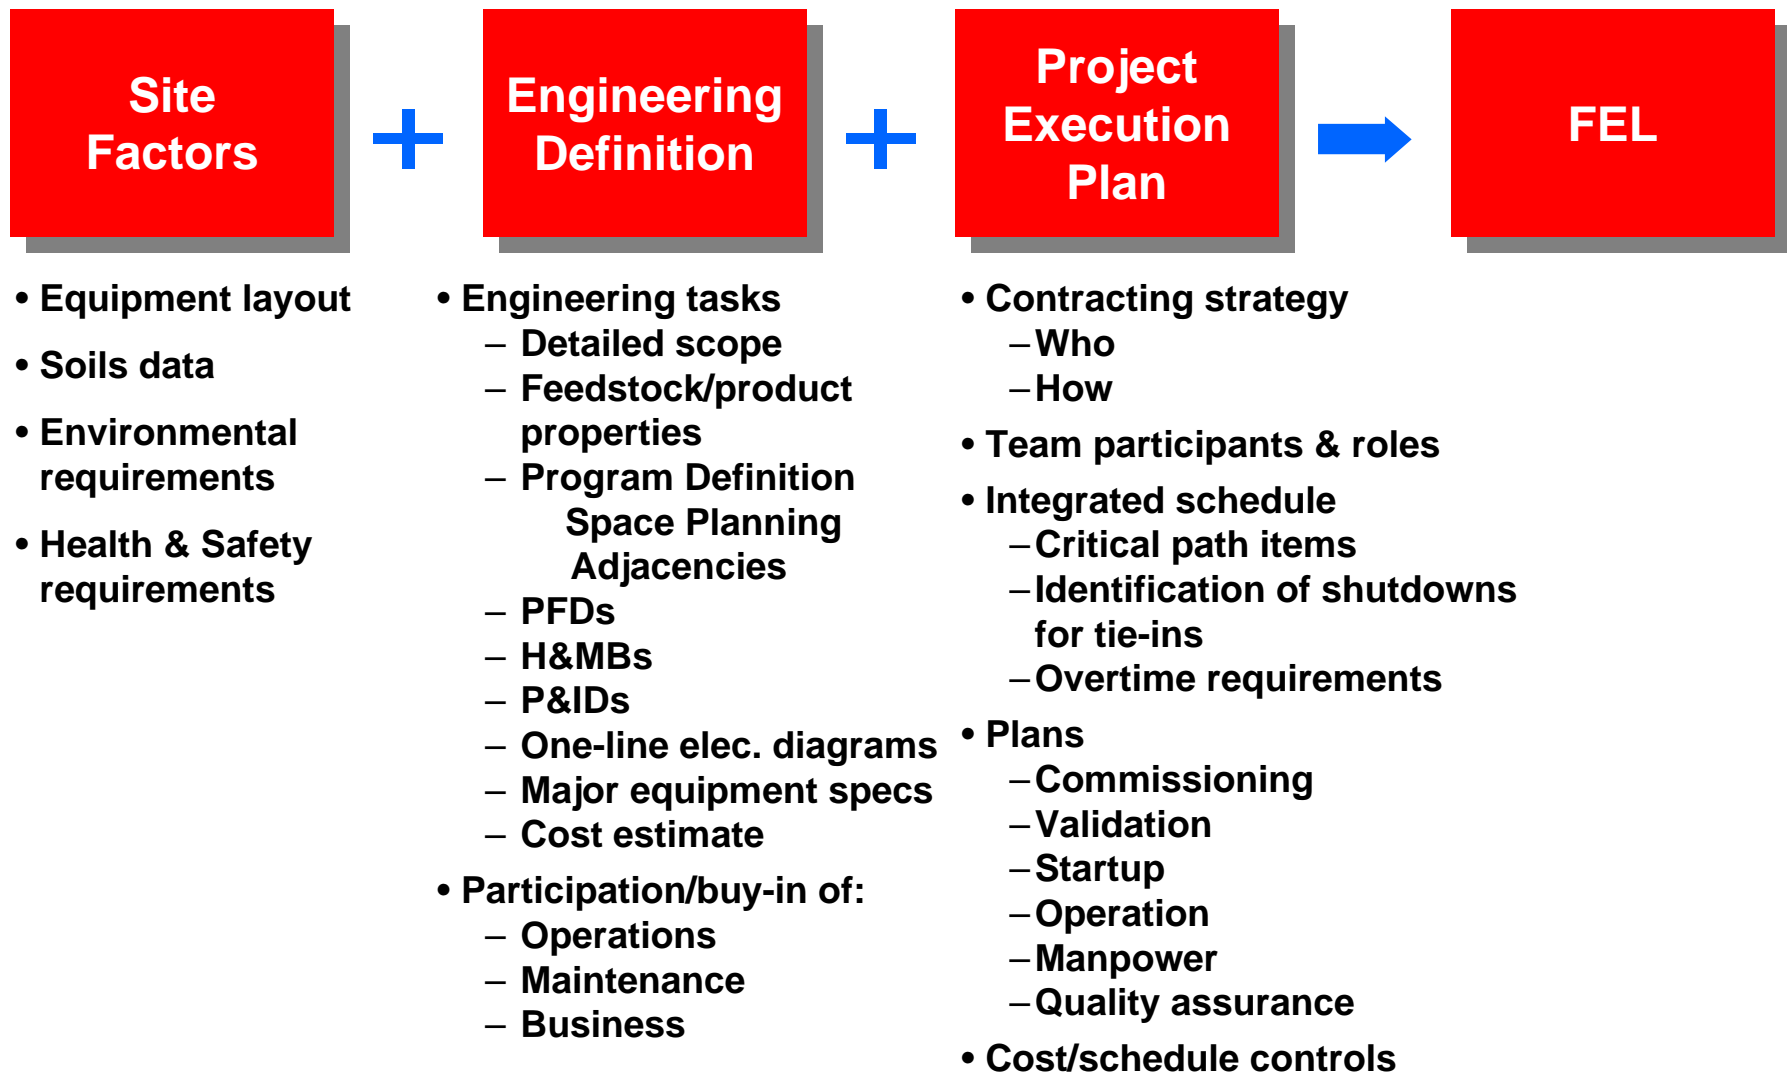 Site
Factors
Engineering
Definition
Project
Execution
Plan
FEL
• Equipment layout
• Soils data
• Environmental
requirements
• Health & Safety
requirements
• Engineering tasks
– Detailed scope
– Feedstock/product
properties
– Program Definition
Space Planning
Adjacencies
– PFDs
– H&MBs
– P&IDs
– One-line elec. diagrams
– Major equipment specs
– Cost estimate
• Participation/buy-in of:
– Operations
– Maintenance
– Business
• Contracting strategy
– Who
– How
• Team participants & roles
• Integrated schedule
– Critical path items
– Identification of shutdowns
for tie-ins
– Overtime requirements
• Plans
– Commissioning
– Validation
– Startup
– Operation
– Manpower
– Quality assurance
• Cost/schedule controls